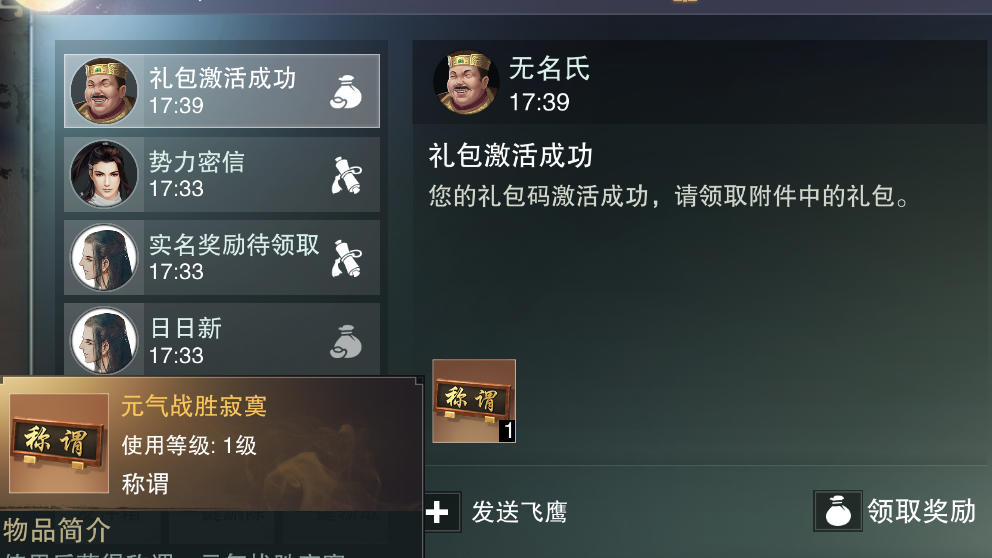 礼包激活成功
17:39
势力密信
17:33
实名奖励待领取
17:33
日日新
17:33
无名氏
17:39
礼包激活成功
您的礼包码激活成功，请领取附件中的礼包。
称谓
1
称谓
元气战胜寂寞
使用等级: 1级
称谓
物品简介
发送飞鹰
领取奖励